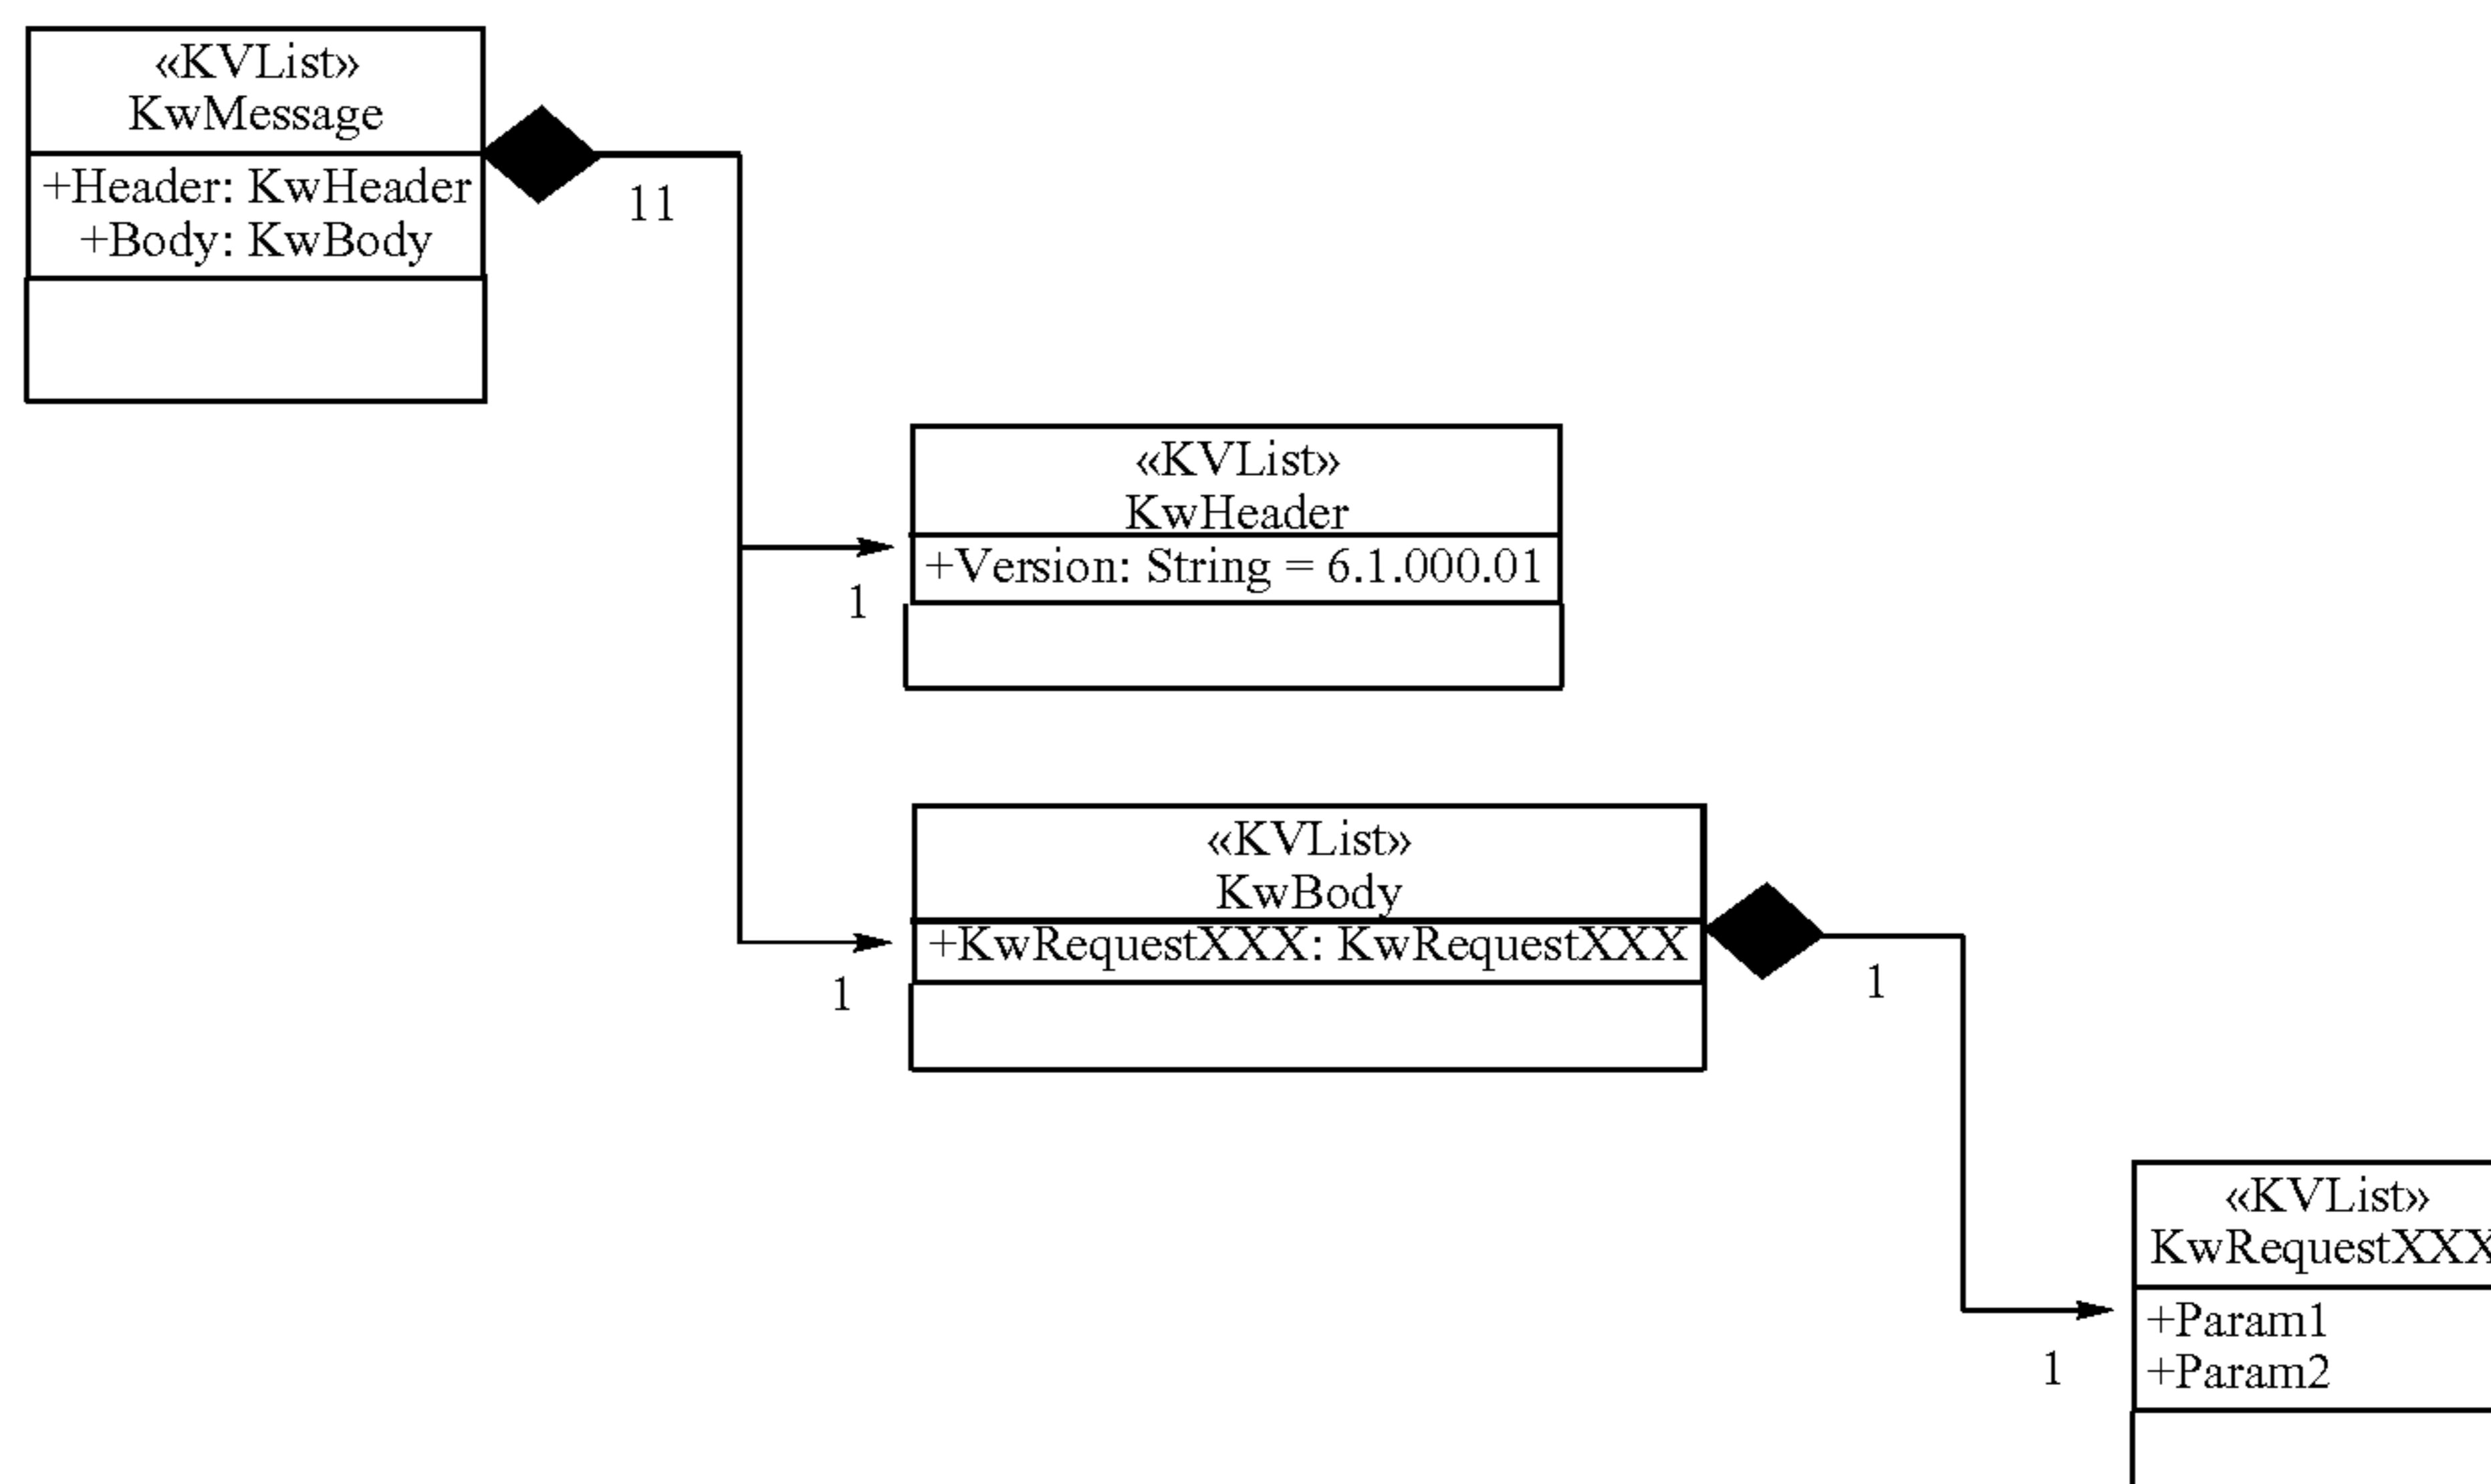 «KVList»
KwMessage
+Header: KwHeader
+Body: KwBody
11
«KVList»
KwHeader
+Version: String = 6.1.000.01
1
«KVList»
KwBody
+KwRequestXXX: KwRequestXXX
1
1
«KVList»
KwRequestXXX
+Param1
+Param2
1